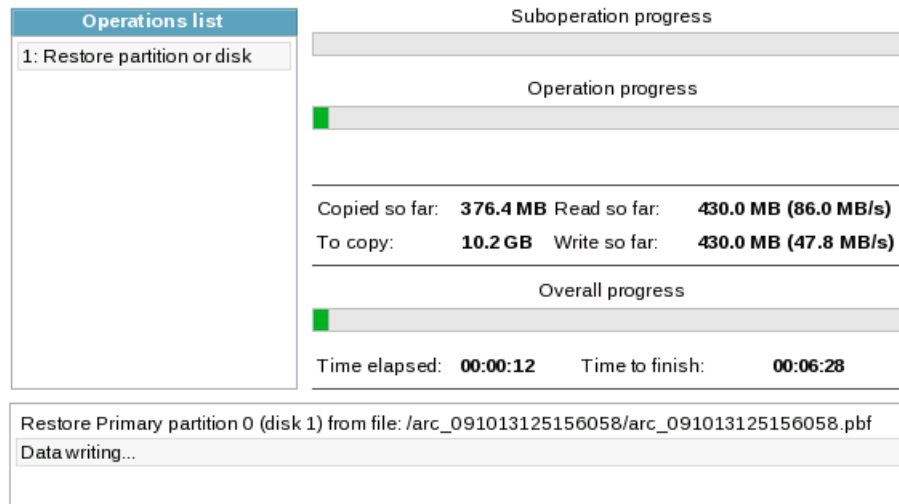 Operations list
1: Restore partition or disk
Suboperation progress
Operation progress
Copied so far: 376.4 MB Read so far: 430.0 MB (86.0 MB/s)
To copy: 10.2 GB Write so far: 430.0 MB (47.8 MB/s)
Overall progress
Time elapsed: 00:00:12 Time to finish: 00:06:28
Restore Primary partition 0 (disk 1) from file: /arc_091013125156058/arc_091013125156058.pbf
Data writing...